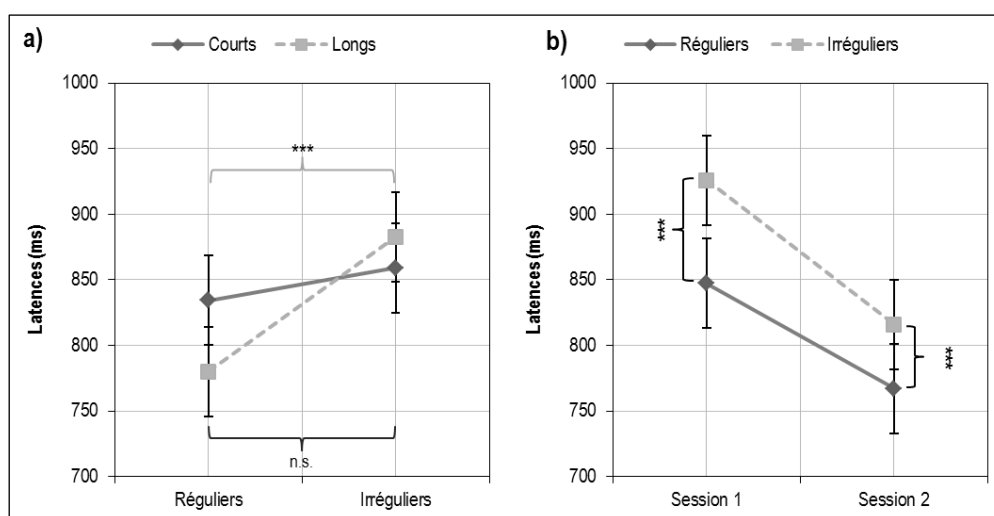 a)
Courts
Longs
1000
950
900
850
800
750
700
Latences (ms)
***
n.s.
Réguliers
Irréguliers
b)
Réguliers
Irréguliers
1000
950
900
850
800
750
700
Latences (ms)
***
***
Session 1
Session 2